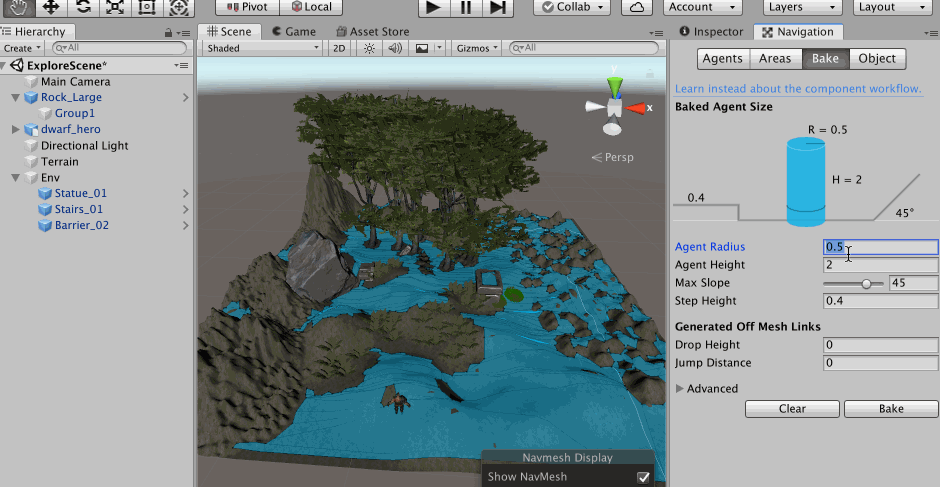 Pivot Local Collab Account Layers Layout
Hierarchy
Create All
ExploreScene*
Main Camera
Rock_Large
Group1
dwarf_hero
Directional Light
Terrain
Env
Statue_01
Stairs_01
Barrier_02
Scene Game Asset Store
Shaded 2D Gizmos All
y
x
Persp
Navmesh Display
Show NavMesh
Inspector Navigation
Agents Areas Bake Object
Learn instead about the component workflow.
Baked Agent Size
R = 0.5
H = 2
0.4
45°
Agent Radius 0.5
Agent Height 2
Max Slope 45
Step Height 0.4
Generated Off Mesh Links
Drop Height 0
Jump Distance 0
Advanced
Clear Bake